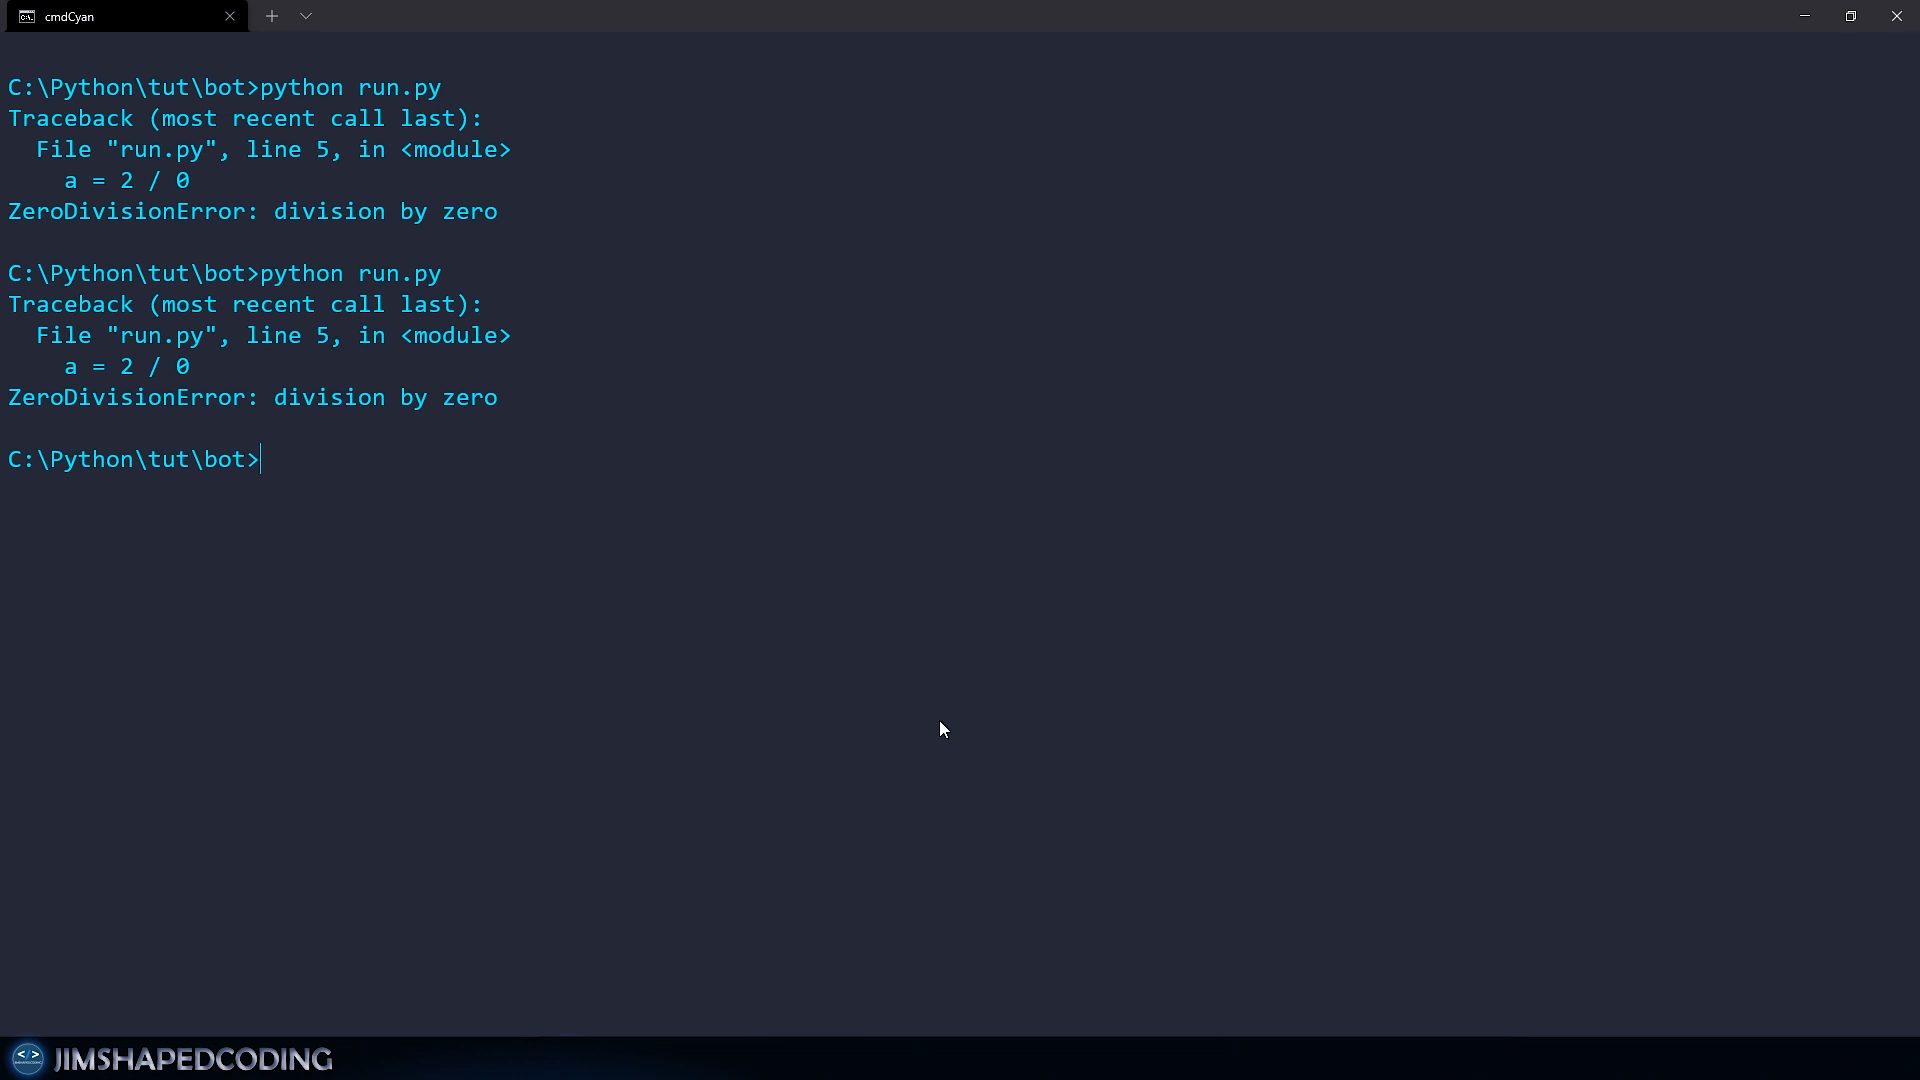 cmdCyan
C:\Python\tut\bot>python run.py
Traceback (most recent call last):
  File "run.py", line 5, in <module>
    a = 2 / 0
ZeroDivisionError: division by zero
C:\Python\tut\bot>python run.py
Traceback (most recent call last):
  File "run.py", line 5, in <module>
    a = 2 / 0
ZeroDivisionError: division by zero
C:\Python\tut\bot>
JIMSHAPEDCODING